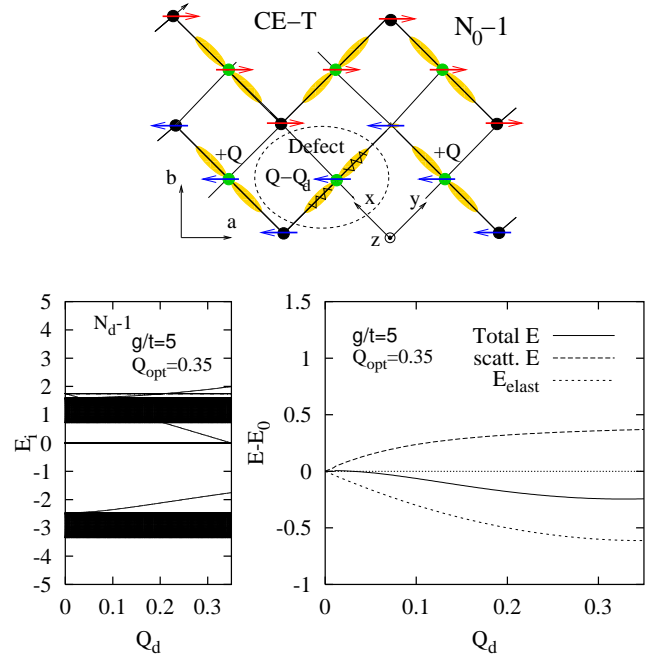 CE−T
N0−1
+Q
Defect
+Q
Q−Qd
b
a
x
y
z
Nd-1
g/t=5
Qopt=0.35
Ei
5
4
3
2
1
0
-1
-2
-3
-4
-5
0
0.1
0.2
0.3
Qd
g/t=5
Qopt=0.35
Total E
scatt. E
Eelast
E-E0
1.5
1
0.5
0
-0.5
-1
0
0.1
0.2
0.3
Qd